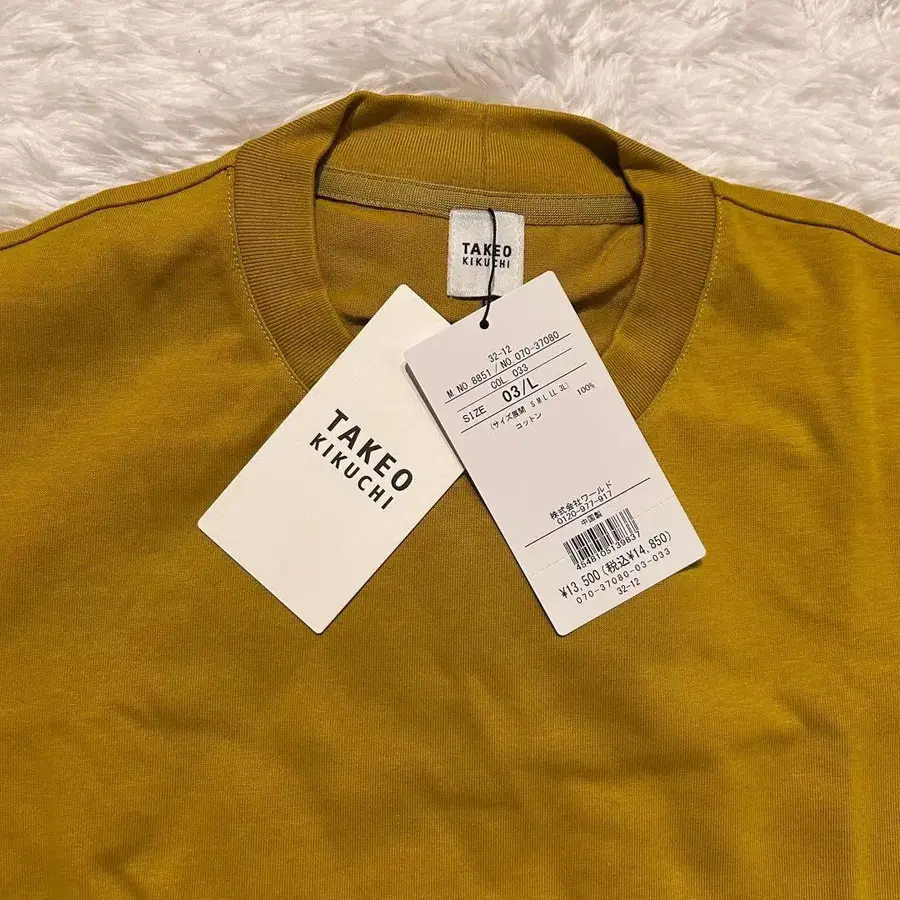 TAKEO
KIKUCHI
TAKEO
KIKUCHI
32-12
M NO 8851 / NO 070-37080
COL 033
SIZE 03/L
(サイズ展開 S M L LL 3L)
コットン 100%
株式会社ワールド
0120-977-917
中国製
4548105139837
¥13,500(税込¥14,850)
070-37080-03-033
32-12